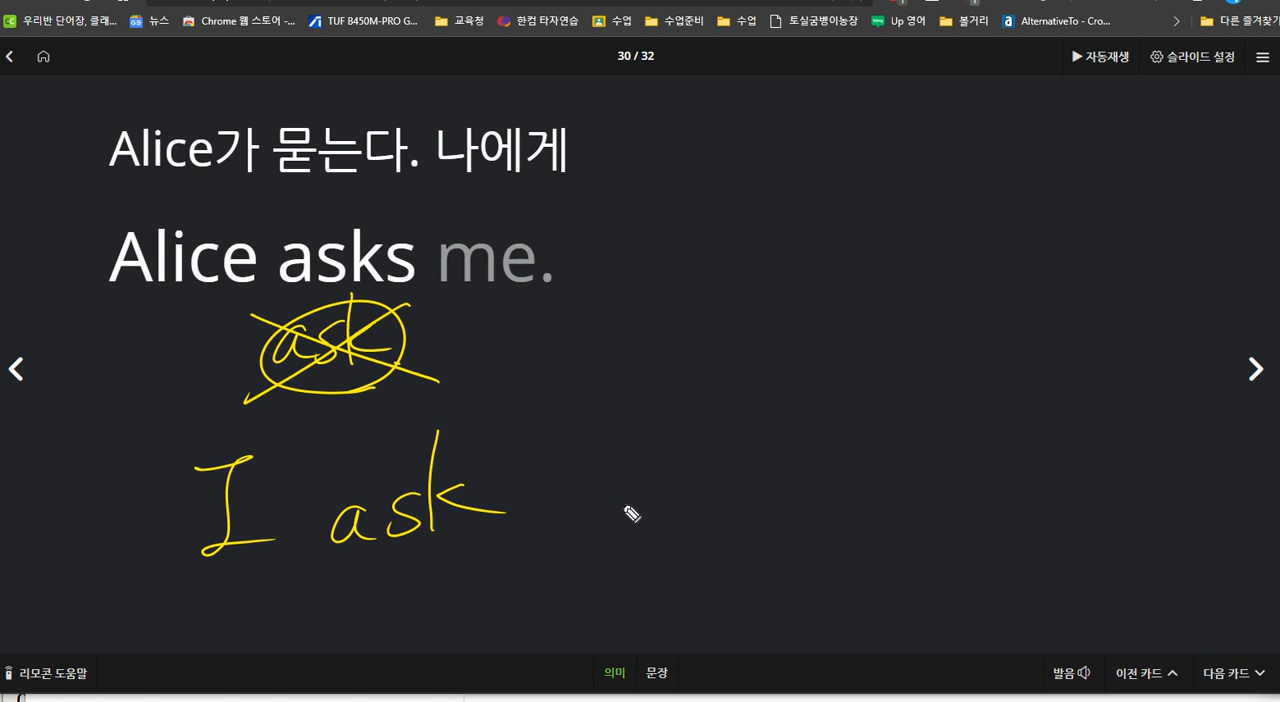 우리반 단어장, 클래... 뉴스 Chrome 웹 스토어 -... TUF B450M-PRO G... 교육청 한컴 타자연습 수업 수업준비 수업 토실굼벵이농장 Up 영어 볼거리 AlternativeTo - Cro... 다른 즐겨찾기
30 / 32 자동재생 슬라이드 설정
Alice가 묻는다. 나에게
Alice asks me.
ask
I ask
리모콘 도움말 의미 문장 발음 이전 카드 다음 카드